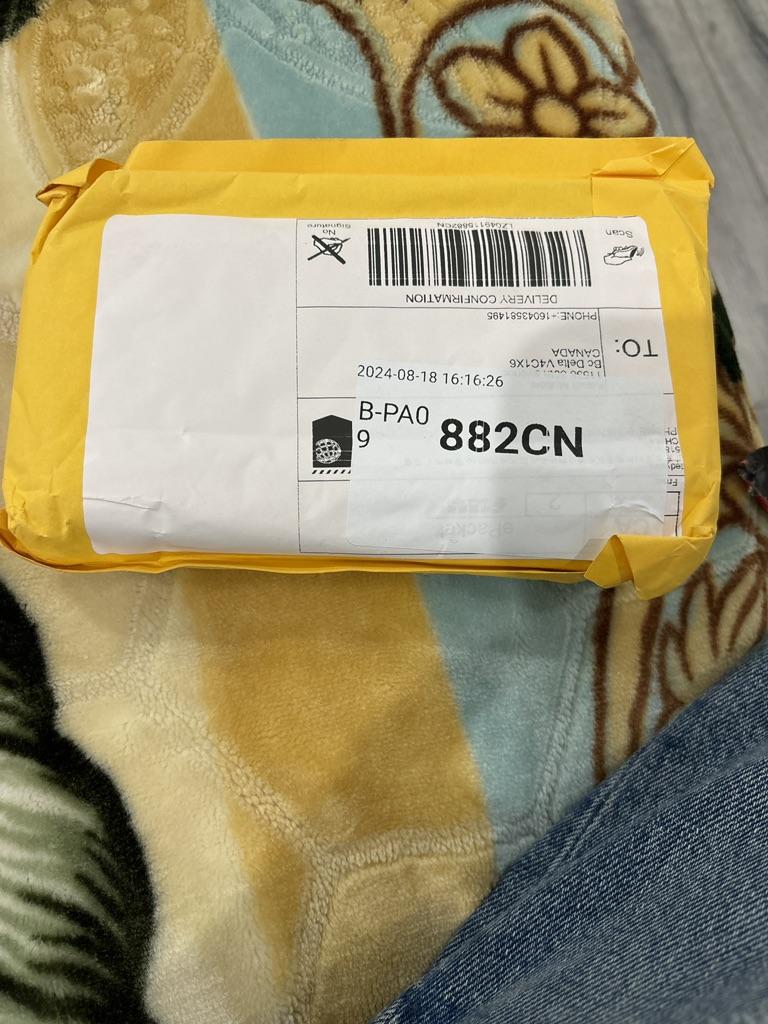 2024-08-18 16:16:26
B-PA0
9
882CN
Scan
No
Signature
DELIVERY CONFIRMATION
TO:
PHONE:+16043581495
Bc Delta V4C1X6
CANADA
ePacket